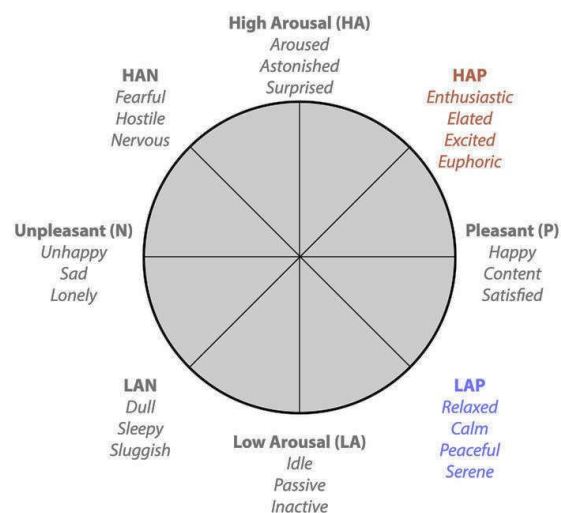 High Arousal (HA)
Aroused
Astonished
Surprised
HAN
Fearful
Hostile
Nervous
HAP
Enthusiastic
Elated
Excited
Euphoric
Unpleasant (N)
Unhappy
Sad
Lonely
Pleasant (P)
Happy
Content
Satisfied
LAN
Dull
Sleepy
Sluggish
Low Arousal (LA)
Idle
Passive
Inactive
LAP
Relaxed
Calm
Peaceful
Serene